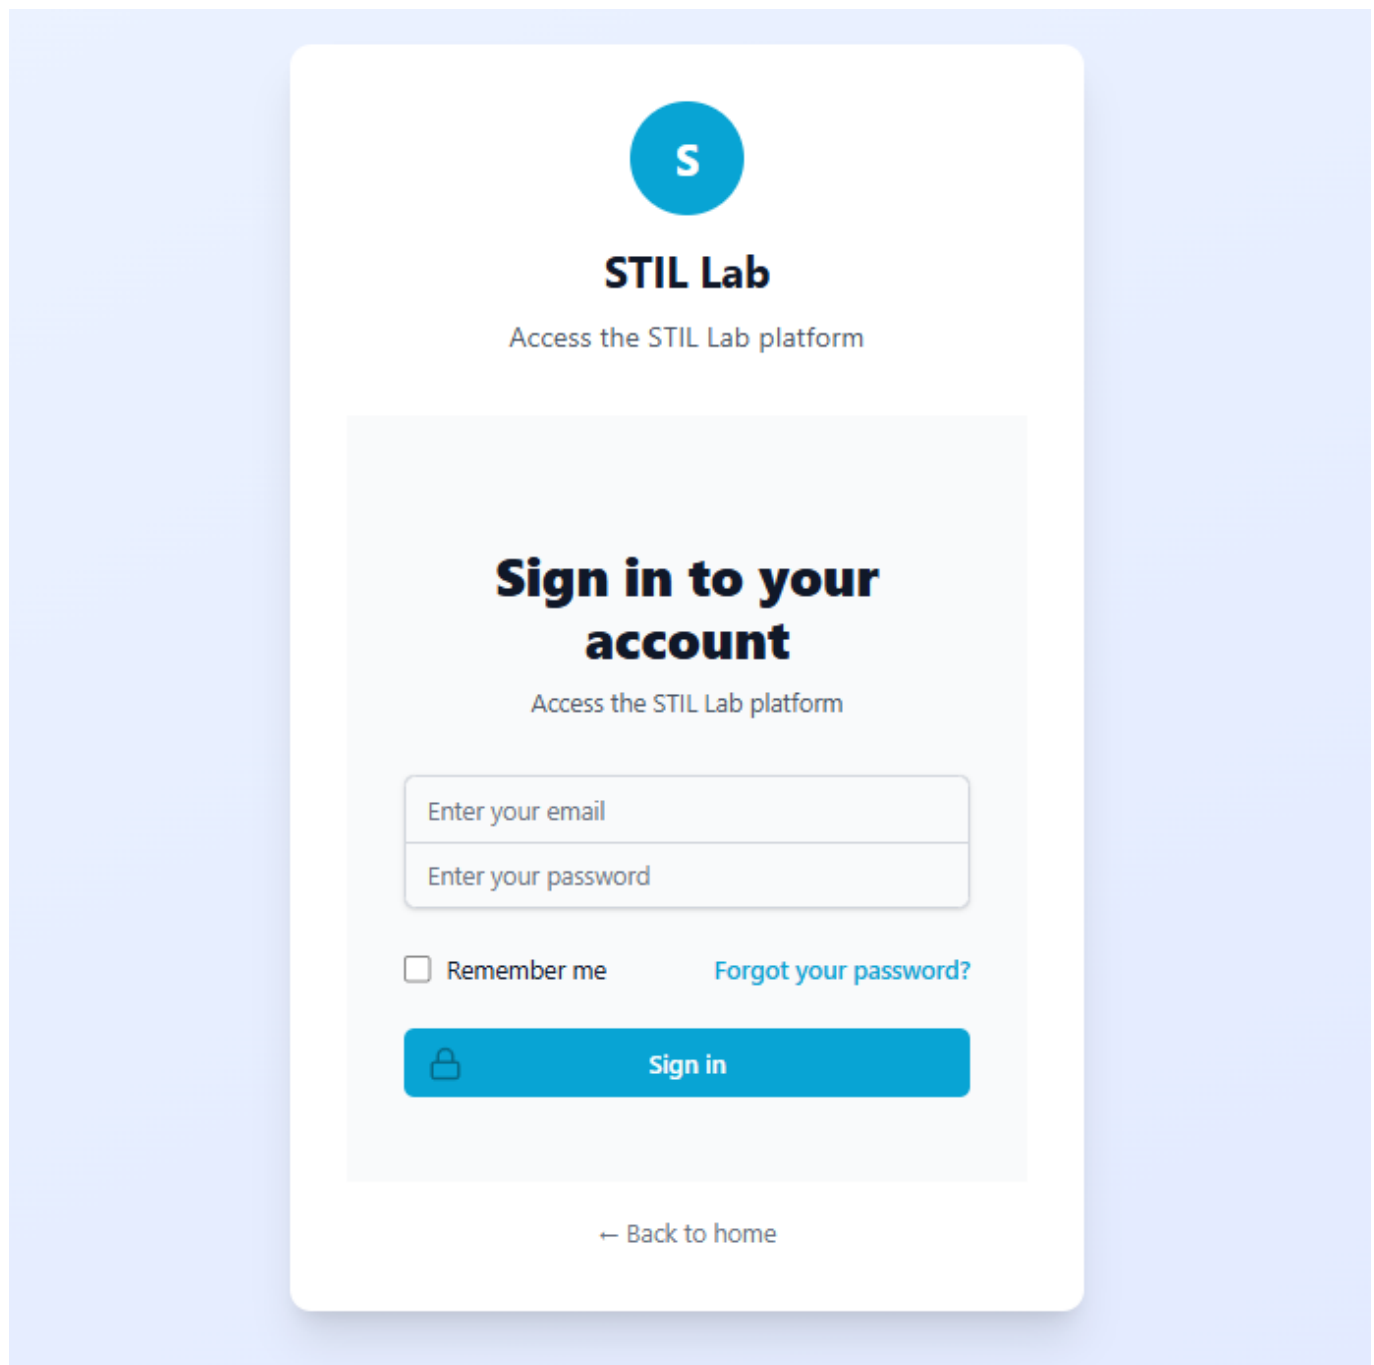 S
STIL Lab
Access the STIL Lab platform
Sign in to your
account
Access the STIL Lab platform
Enter your email
Enter your password
Remember me
Forgot your password?
Sign in
← Back to home